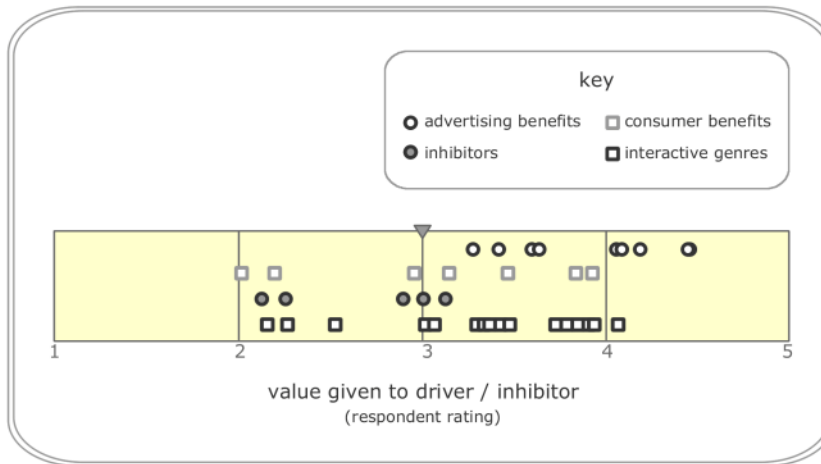 key
advertising benefits
consumer benefits
inhibitors
interactive genres
1 2 3 4 5
value given to driver / inhibitor
(respondent rating)